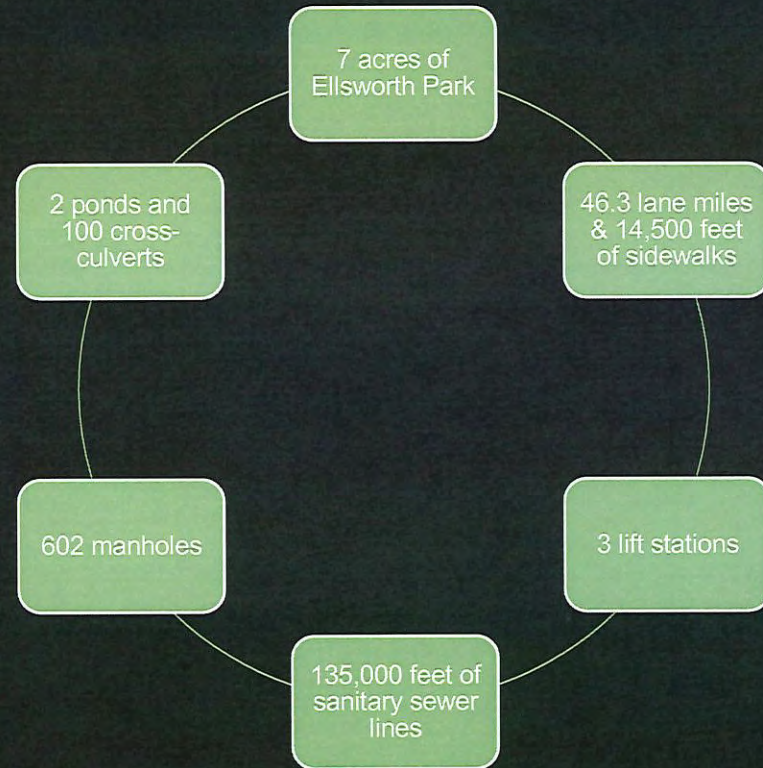 7 acres of
Ellsworth Park
46.3 lane miles
& 14,500 feet
of sidewalks
3 lift stations
135,000 feet of
sanitary sewer
lines
602 manholes
2 ponds and
100 cross-
culverts